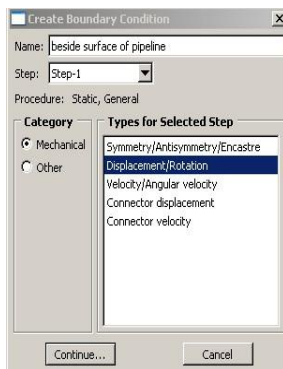 Create Boundary Condition X
Name: beside surface of pipeline
Step: Step-1
Procedure: Static, General
Category
Mechanical
Other
Types for Selected Step
Symmetry/Antisymmetry/Encastre
Displacement/Rotation
Velocity/Angular velocity
Connector displacement
Connector velocity
Continue... Cancel